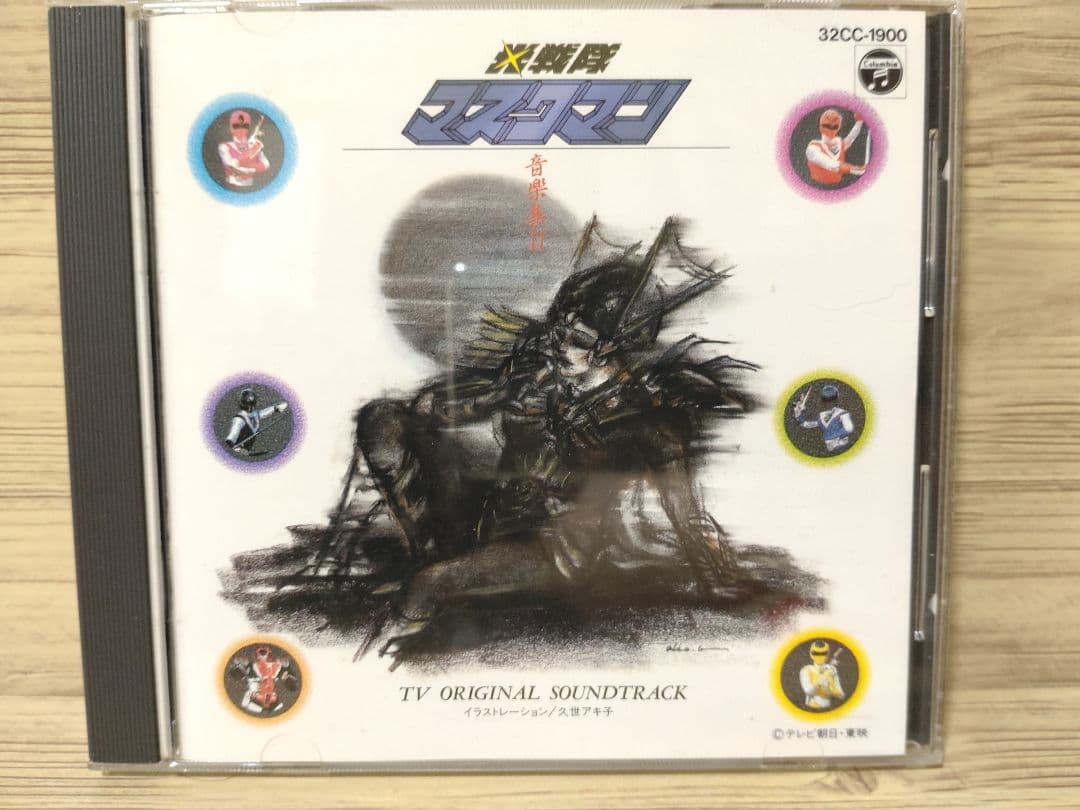 32CC-1900
Columbia
光戦隊
マスクマン
音楽集II
TV ORIGINAL SOUNDTRACK
イラストレーション/久世アキ子
©テレビ朝日・東映